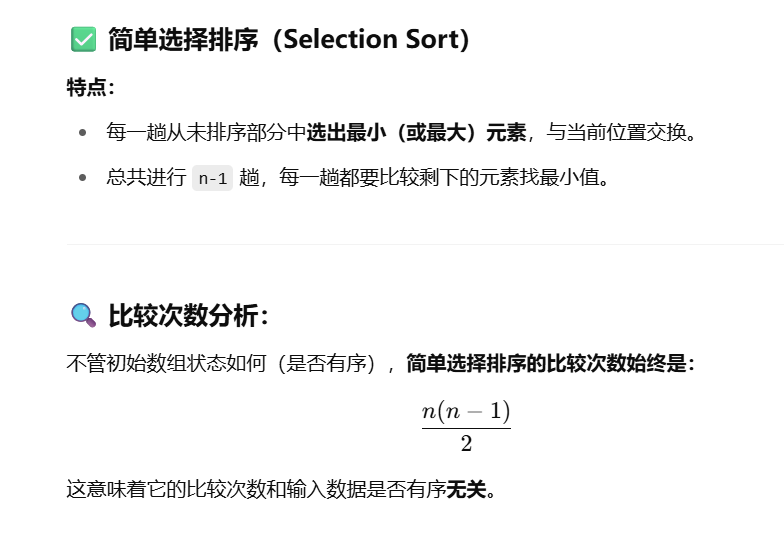 ✅ 简单选择排序（Selection Sort）
特点：
• 每一趟从未排序部分中选出最小（或最大）元素，与当前位置交换。
• 总共进行 n-1 趟，每一趟都要比较剩下的元素找最小值。
🔍 比较次数分析：
不管初始数组状态如何（是否有序），简单选择排序的比较次数始终是：
n(n − 1)
2
这意味着它的比较次数和输入数据是否有序无关。